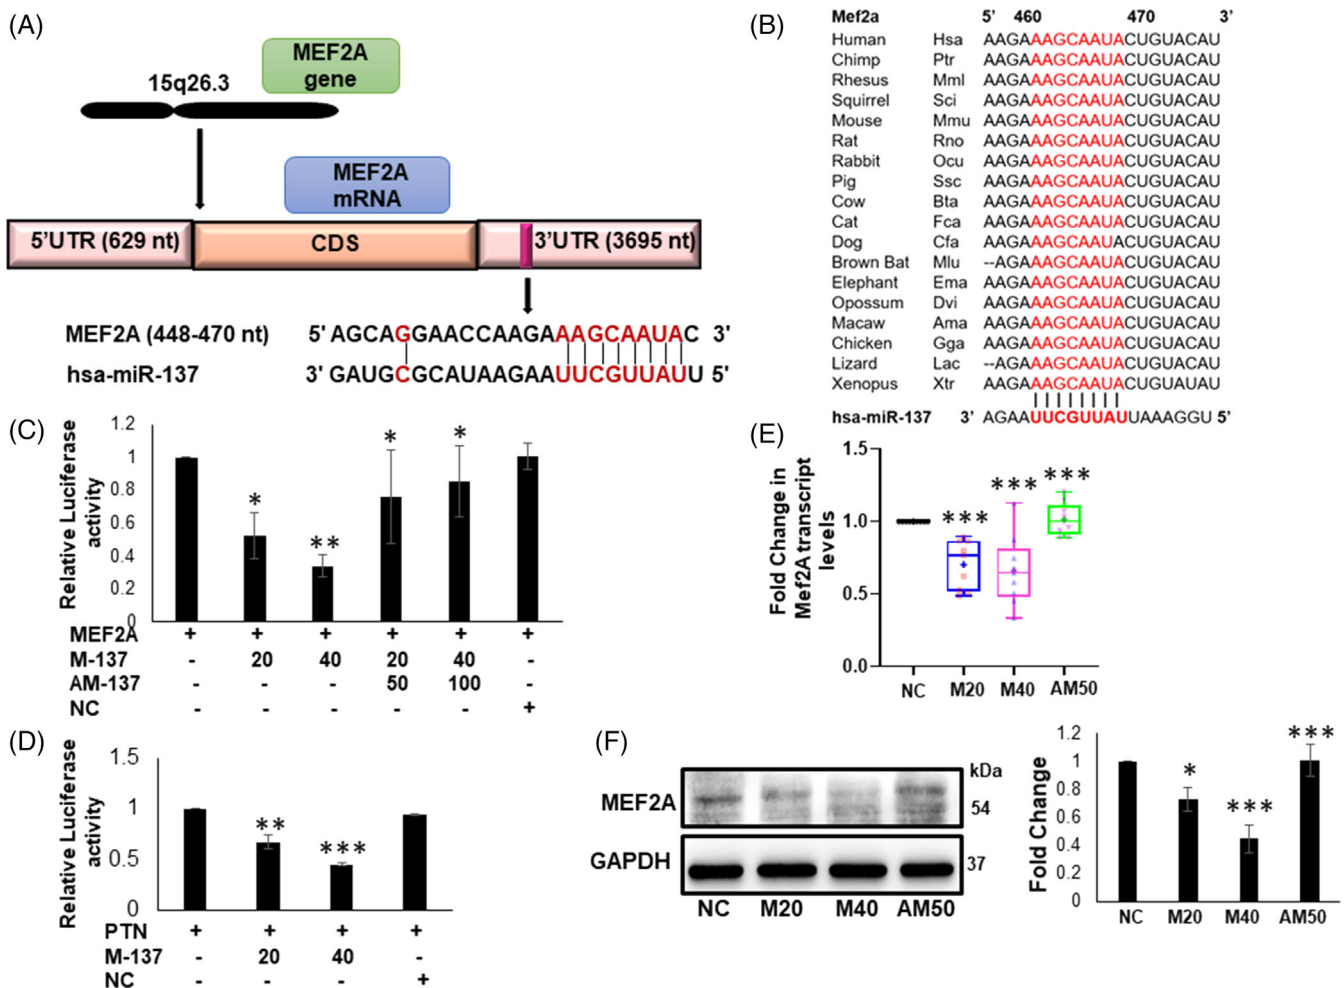 (A)
MEF2A
gene
15q26.3
MEF2A
mRNA
5'UTR (629 nt)
CDS
3'UTR (3695 nt)
MEF2A (448-470 nt)
5' AGCAGGAACCAAGAAAGCAAUAC 3'
hsa-miR-137
3' GAUGCGCAUAAGAAUUCGUUAUU 5'
(B)
Mef2a 5' 460 470 3'
Human Hsa AAGAAAGCAAUACUGUACAU
Chimp Ptr AAGAAAGCAAUACUGUACAU
Rhesus Mml AAGAAAGCAAUACUGUACAU
Squirrel Sci AAGAAAGCAAUACUGUACAU
Mouse Mmu AAGAAAGCAAUACUGUACAU
Rat Rno AAGAAAGCAAUACUGUACAU
Rabbit Ocu AAGAAAGCAAUACUGUACAU
Pig Ssc AAGAAAGCAAUACUGUACAU
Cow Bta AAGAAAGCAAUACUGUACAU
Cat Fca AAGAAAGCAAUACUGUACAU
Dog Cfa AAGAAAGCAAUACUGUACAU
Brown Bat Mlu --AGAAAGCAAUACUGUACAU
Elephant Ema AAGAAAGCAAUACUGUACAU
Opossum Dvi AAGAAAGCAAUACUGUACAU
Macaw Ama AAGAAAGCAAUACUGUACAU
Chicken Gga AAGAAAGCAAUACUGUACAU
Lizard Lac --AGAAAGCAAUACUGUACAU
Xenopus Xtr AAGAAAGCAAUACUGUAUAU
hsa-miR-137 3' AGAAUUCGUUAUUAAAGGU 5'
(C)
Relative Luciferase
activity
1.2
1
0.8
0.6
0.4
0.2
0
* ** * *
MEF2A + + + + + +
M-137 - 20 40 20 40 -
AM-137 - - - 50 100 -
NC - - - - - +
(D)
Relative Luciferase
activity
1.5
1
0.5
0
** ***
PTN + + + +
M-137 - 20 40 -
NC - - - +
(E)
Fold Change in
Mef2A transcript
levels
1.5
1.0
0.5
0.0
*** *** ***
NC M20 M40 AM50
(F)
kDa
MEF2A 54
GAPDH 37
NC M20 M40 AM50
Fold Change
1.2
1
0.8
0.6
0.4
0.2
0
* *** ***
NC M20 M40 AM50